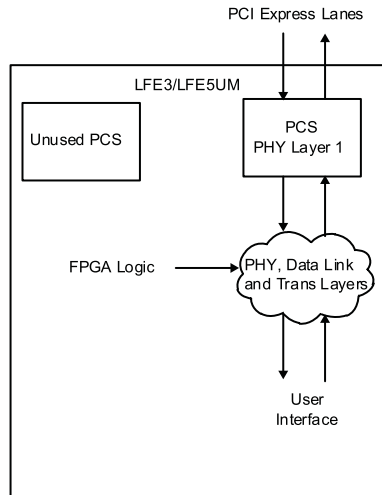 PCI Express Lanes
LFE3/LFE5UM
Unused PCS
PCS
PHY Layer 1
FPGA Logic
PHY, Data Link
and Trans Layers
User
Interface